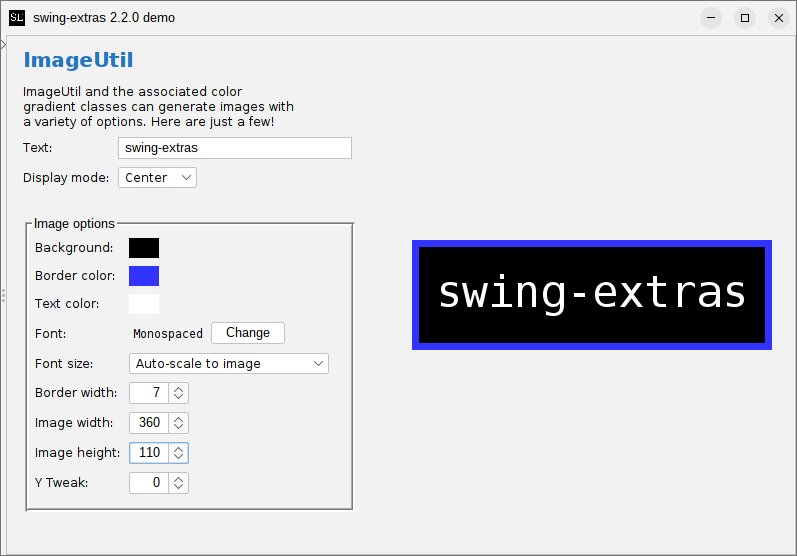 SL
swing-extras 2.2.0 demo
ImageUtil
ImageUtil and the associated color
gradient classes can generate images with
a variety of options. Here are just a few!
Text: swing-extras
Display mode: Center
Image options
Background:
Border color:
Text color:
Font: Monospaced Change
Font size: Auto-scale to image
Border width: 7
Image width: 360
Image height: 110
Y Tweak: 0
swing-extras